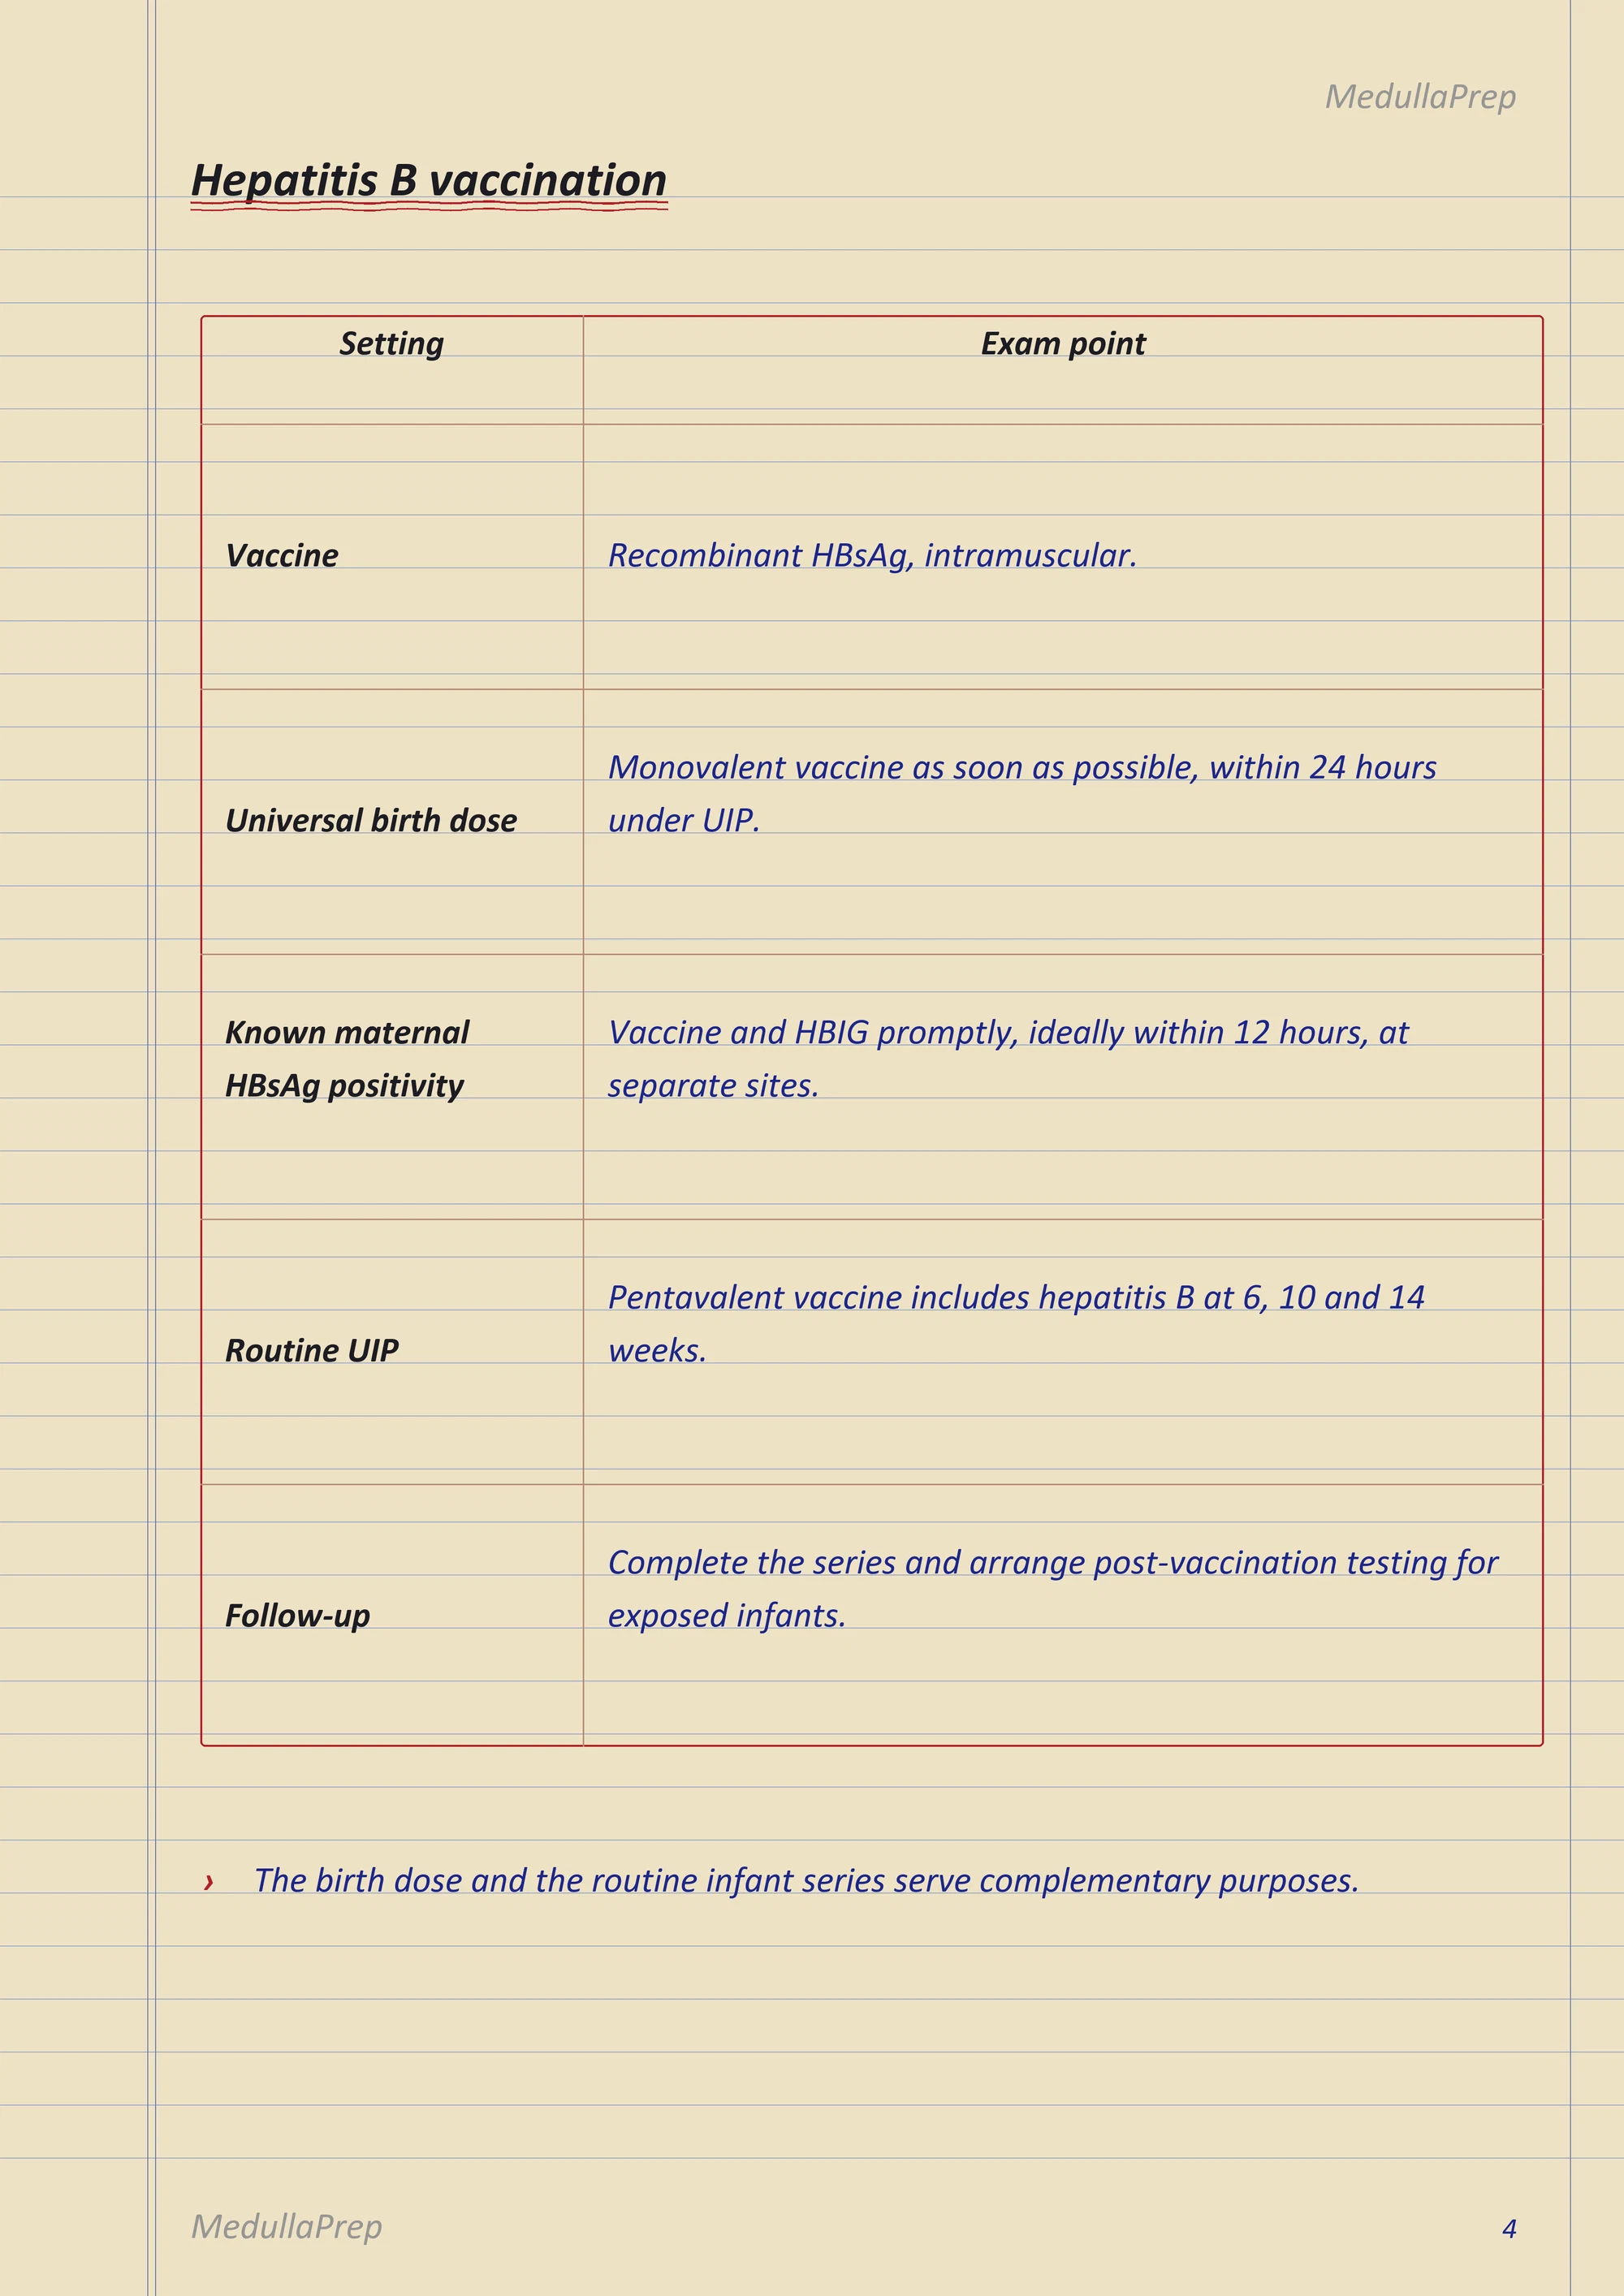 MedullaPrep
Hepatitis B vaccination
Setting
Exam point
Vaccine
Recombinant HBsAg, intramuscular.
Universal birth dose
Monovalent vaccine as soon as possible, within 24 hours
under UIP.
Known maternal
HBsAg positivity
Vaccine and HBIG promptly, ideally within 12 hours, at
separate sites.
Routine UIP
Pentavalent vaccine includes hepatitis B at 6, 10 and 14
weeks.
Follow-up
Complete the series and arrange post-vaccination testing for
exposed infants.
› The birth dose and the routine infant series serve complementary purposes.
MedullaPrep
4